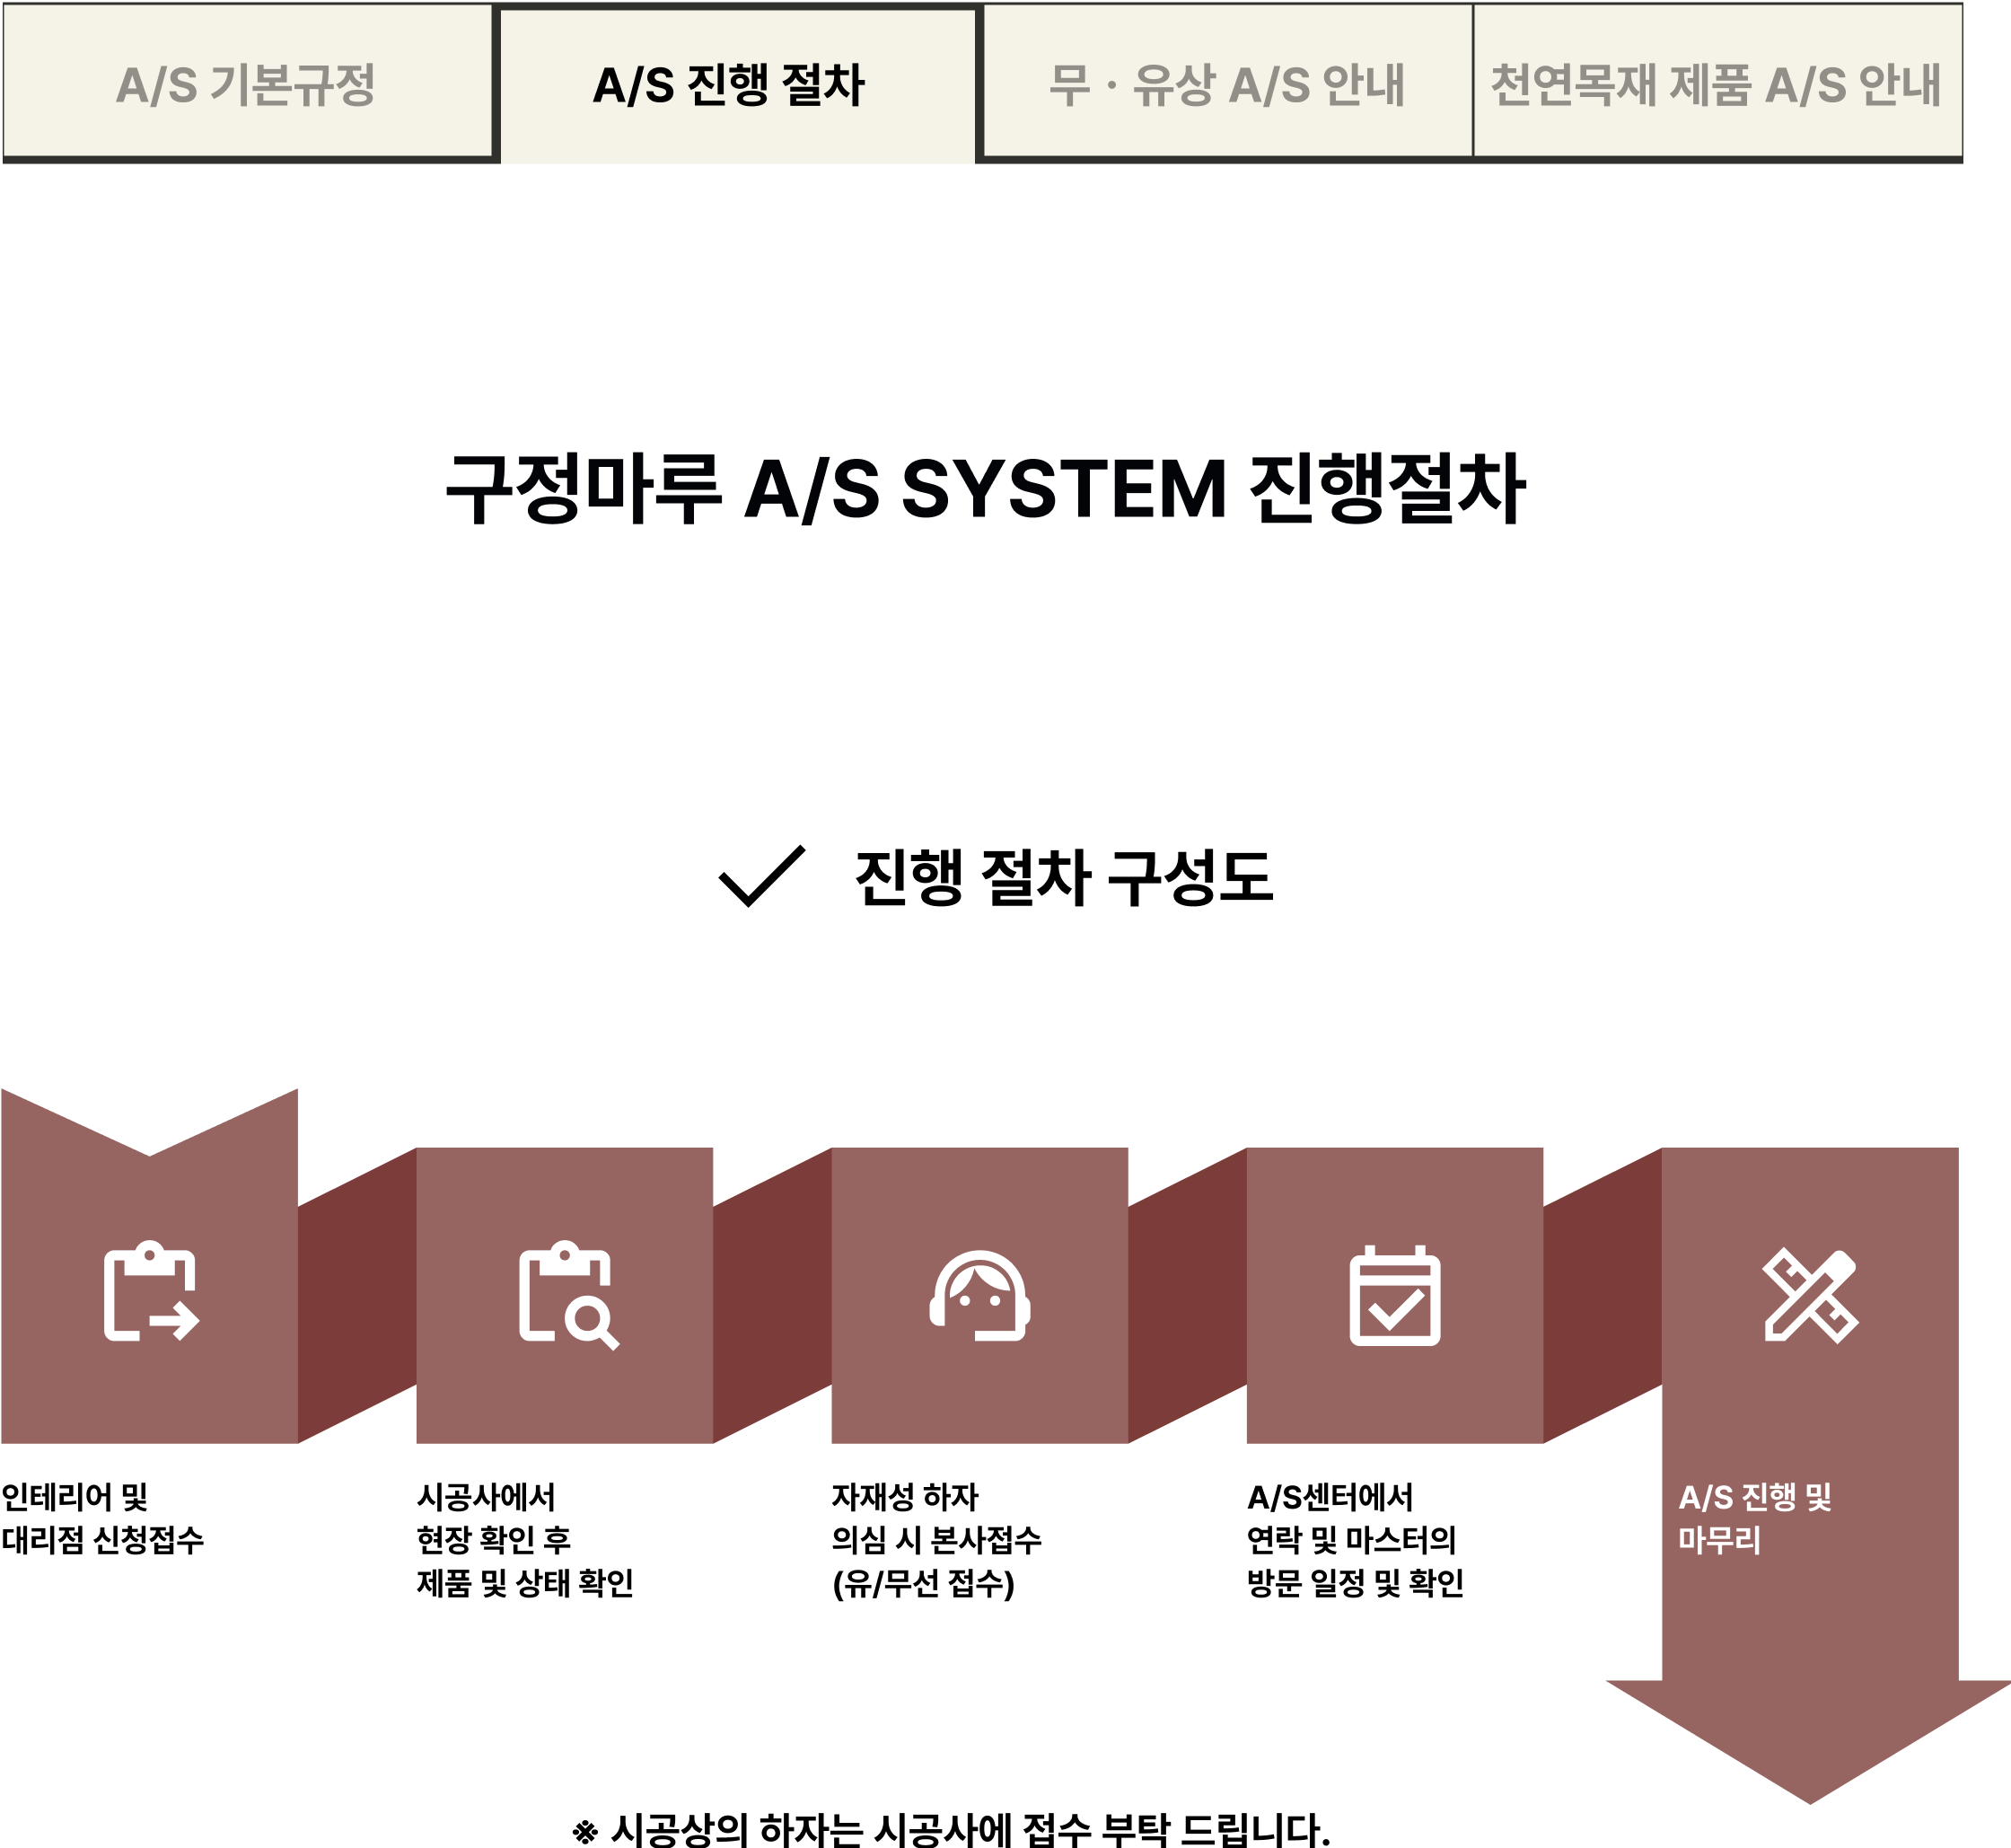 A/S 기본규정
A/S 진행절차
무 · 유상 A/S 안내
천연목재 제품 A/S 안내
구정마루 A/S SYSTEM 진행절차
진행 절차 구성도
인테리어 및
대리점 신청접수
시공사에서
현장확인 후
제품 및 상태 확인
자재성 하자
의심 시 본사접수
(유/무선 접수)
A/S센터에서
연락 및 마스터의
방문 일정 및 확인
A/S 진행 및
마무리
※ 시공상의 하자는 시공사에 접수 부탁 드립니다.